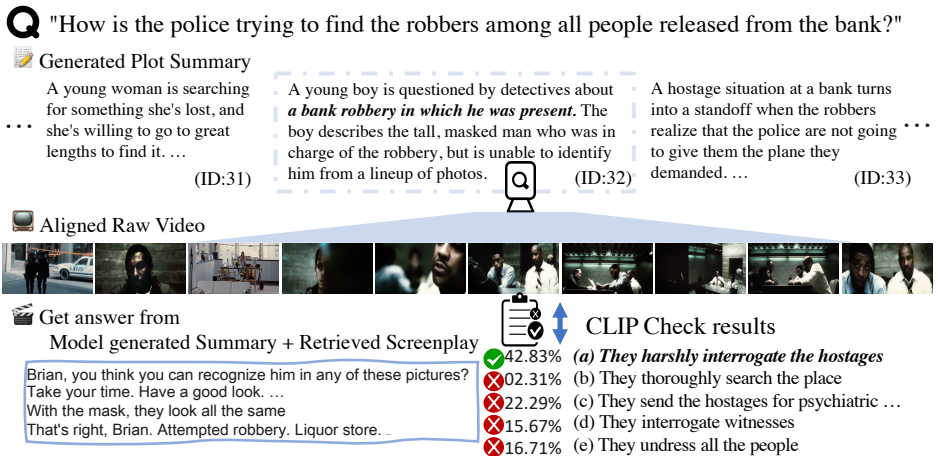 Q "How is the police trying to find the robbers among all people released from the bank?"
Generated Plot Summary
A young woman is searching
for something she's lost, and
she's willing to go to great
lengths to find it. …
(ID:31)
A young boy is questioned by detectives about
a bank robbery in which he was present. The
boy describes the tall, masked man who was in
charge of the robbery, but is unable to identify
him from a lineup of photos.
(ID:32)
A hostage situation at a bank turns
into a standoff when the robbers
realize that the police are not going
to give them the plane they
demanded. …
(ID:33)
…
…
Q
Aligned Raw Video
Get answer from
Model generated Summary + Retrieved Screenplay
Brian, you think you can recognize him in any of these pictures?
Take your time. Have a good look. …
With the mask, they look all the same
That's right, Brian. Attempted robbery. Liquor store.
CLIP Check results
42.83% (a) They harshly interrogate the hostages
02.31% (b) They thoroughly search the place
22.29% (c) They send the hostages for psychiatric …
15.67% (d) They interrogate witnesses
16.71% (e) They undress all the people